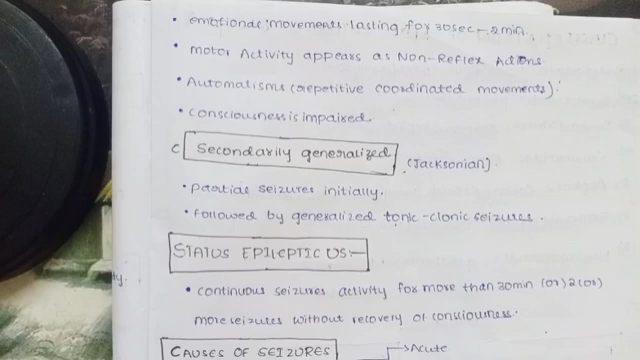 • emotional movements lasting for 30sec - 2min.
• motor Activity appears as Non-Reflex Actions.
• Automatisms (repetitive coordinated movements).
• consciousness is impaired.
c Secondarily generalized (Jacksonian).
• partial seizures initially.
• followed by generalized tonic-clonic seizures.
STATUS EPILEPTICUS:-
ty.
• continuous seizures activity for more than 30min (or) 2 (or)
more seizures without recovery of conciousness.
CAUSES OF SEIZURES → Acute